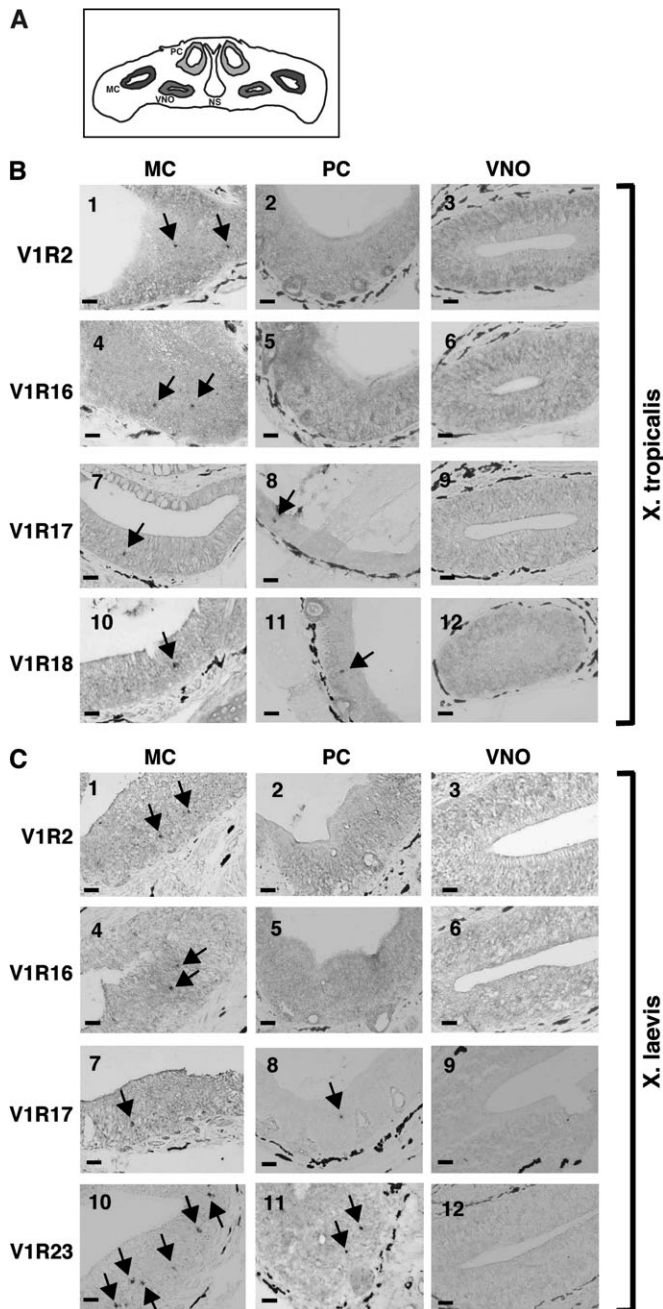 A
PC
MC
VNO
NS
B
MC PC VNO
V1R2
1 2 3
V1R16
4 5 6
V1R17
7 8 9
V1R18
10 11 12
X. tropicalis
C
MC PC VNO
V1R2
1 2 3
V1R16
4 5 6
V1R17
7 8 9
V1R23
10 11 12
X. laevis